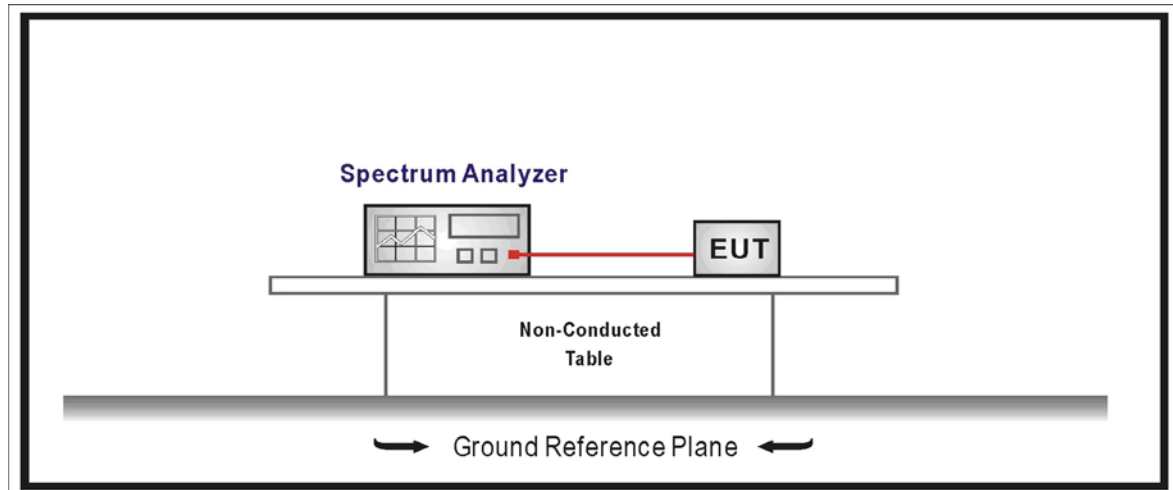 Spectrum Analyzer
EUT
Non-Conducted
Table
Ground Reference Plane